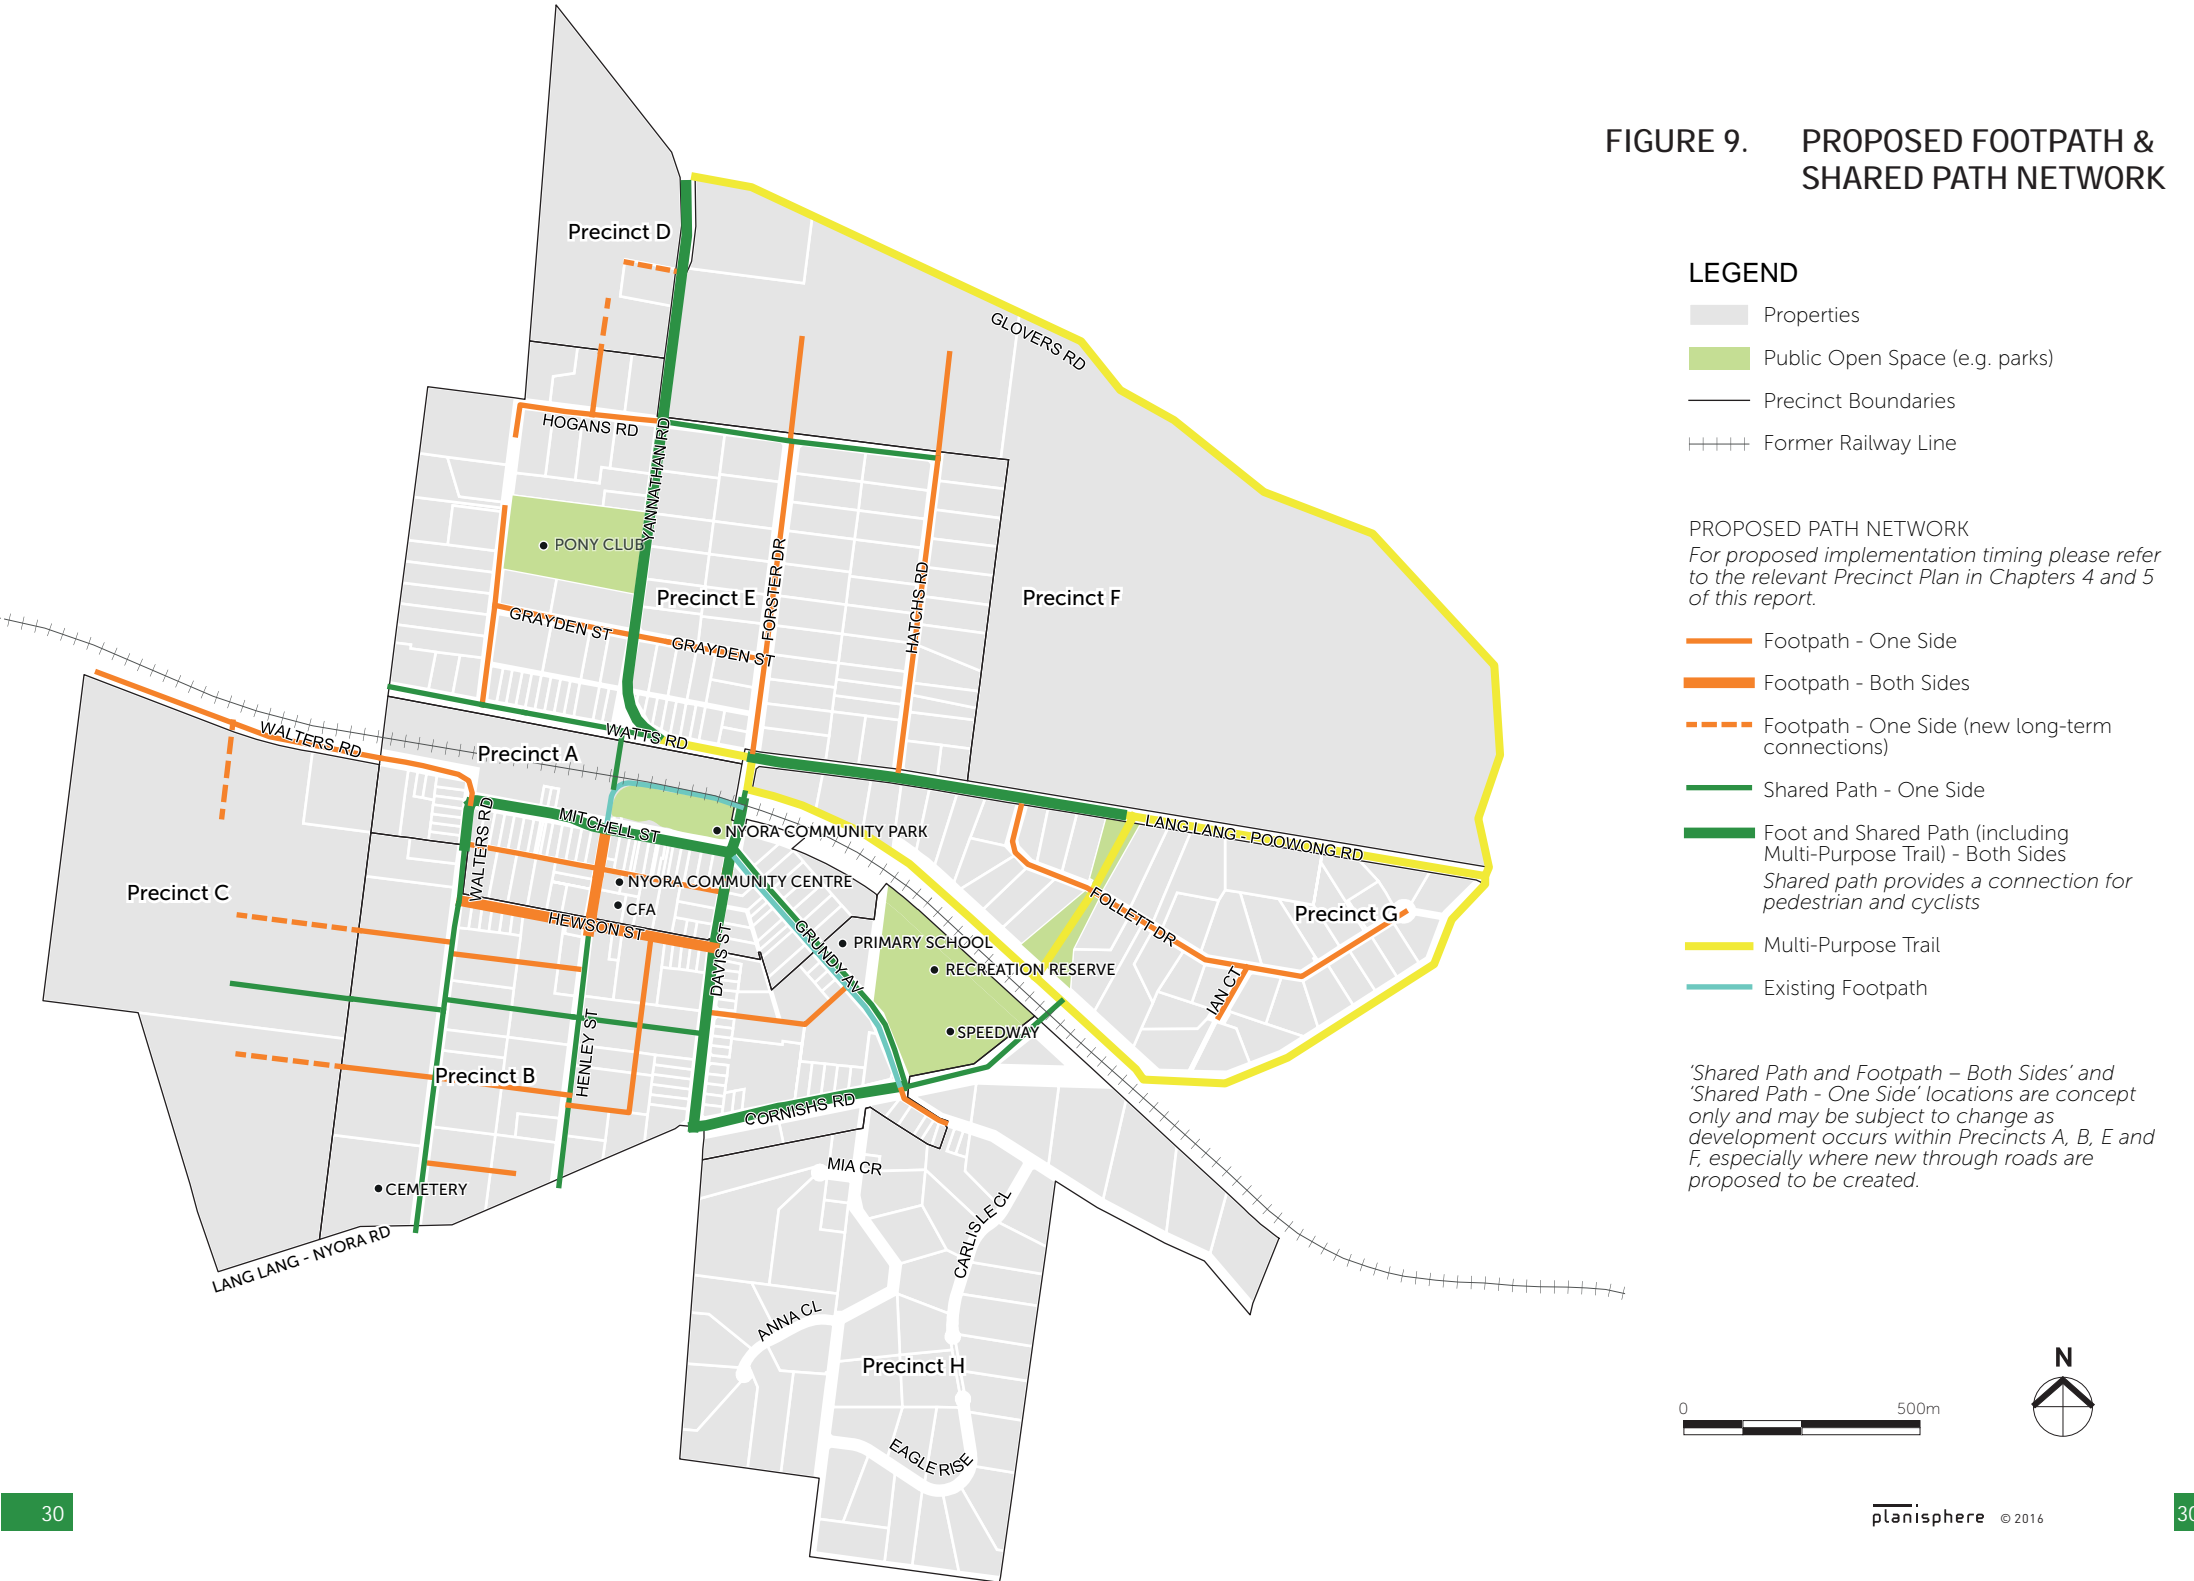 FIGURE 9. PROPOSED FOOTPATH &
SHARED PATH NETWORK
LEGEND
Properties
Public Open Space (e.g. parks)
Precinct Boundaries
Former Railway Line
PROPOSED PATH NETWORK
For proposed implementation timing please refer
to the relevant Precinct Plan in Chapters 4 and 5
of this report.
Footpath - One Side
Footpath - Both Sides
Footpath - One Side (new long-term
connections)
Shared Path - One Side
Foot and Shared Path (including
Multi-Purpose Trail) - Both Sides
Shared path provides a connection for
pedestrian and cyclists
Multi-Purpose Trail
Existing Footpath
‘Shared Path and Footpath – Both Sides’ and
‘Shared Path - One Side’ locations are concept
only and may be subject to change as
development occurs within Precincts A, B, E and
F, especially where new through roads are
proposed to be created.
Precinct D
GLOVERS RD
HOGANS RD
YANNATHAN RD
PONY CLUB
Precinct E
FORSTER DR
HATCHS RD
Precinct F
GRAYDEN ST
GRAYDEN ST
WALTERS RD
WATTS RD
Precinct A
MITCHELL ST
WALTERS RD
NYORA COMMUNITY PARK
LANG LANG - POOWONG RD
NYORA COMMUNITY CENTRE
Precinct C
CFA
HEWSON ST
FOLLETT DR
Precinct G
GRUNDY AV
PRIMARY SCHOOL
DAVIS ST
RECREATION RESERVE
IAN CT
SPEEDWAY
HENLEY ST
Precinct B
CORNISHS RD
MIA CR
CEMETERY
CARLISLE CL
LANG LANG - NYORA RD
ANNA CL
Precinct H
EAGLE RISE
0 500m
N
30
planisphere © 2016
30